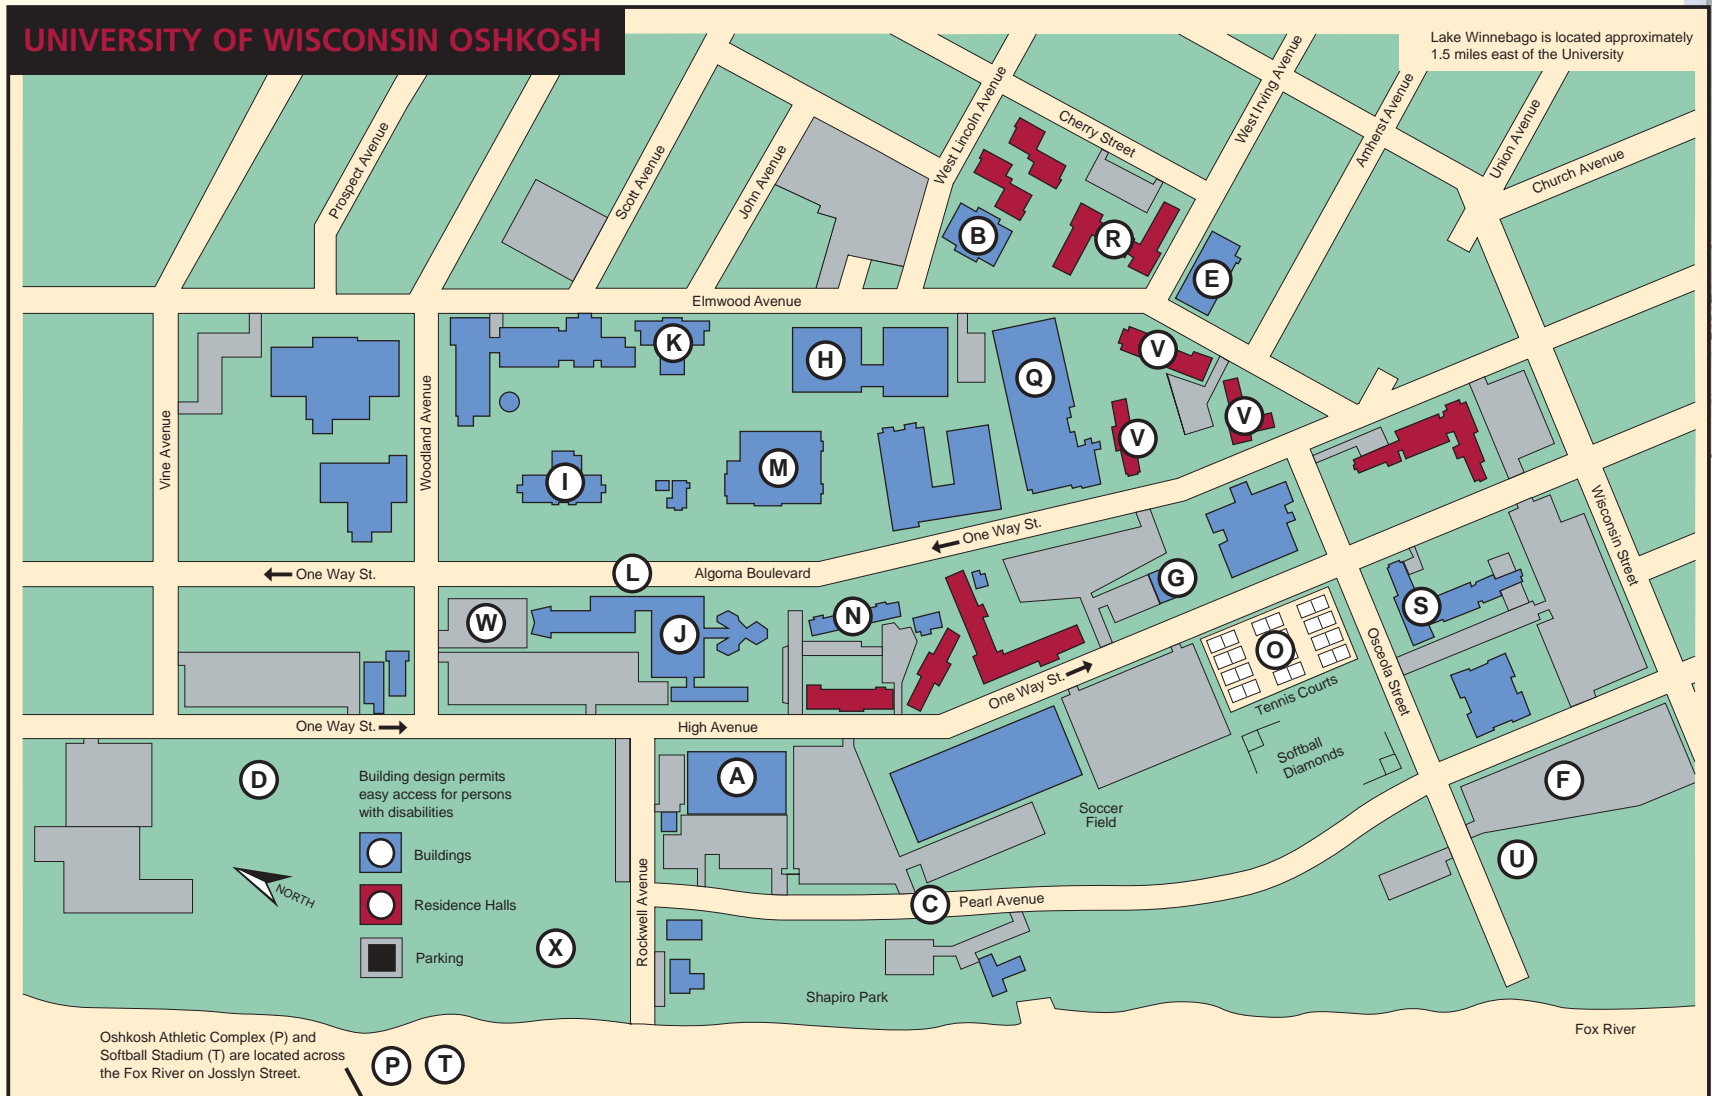 UNIVERSITY OF WISCONSIN OSHKOSH
Lake Winnebago is located approximately
1.5 miles east of the University
Prospect Avenue
Scott Avenue
John Avenue
West Lincoln Avenue
Cherry Street
West Irving Avenue
Amherst Avenue
Union Avenue
Church Avenue
B
R
E
Elmwood Avenue
K
H
Q
V
V
V
Vine Avenue
Woodland Avenue
I
M
One Way St.
Wisconsin Street
One Way St.
L
Algoma Boulevard
G
W
J
N
S
O
Osceola Street
Tennis Courts
One Way St.
One Way St.
High Avenue
Softball
Diamonds
D
Building design permits
easy access for persons
with disabilities
A
F
Soccer
Field
Buildings
U
NORTH
Residence Halls
Rockwell Avenue
C
Pearl Avenue
X
Parking
Shapiro Park
Fox River
Oshkosh Athletic Complex (P) and
Softball Stadium (T) are located across
the Fox River on Josslyn Street.
P
T